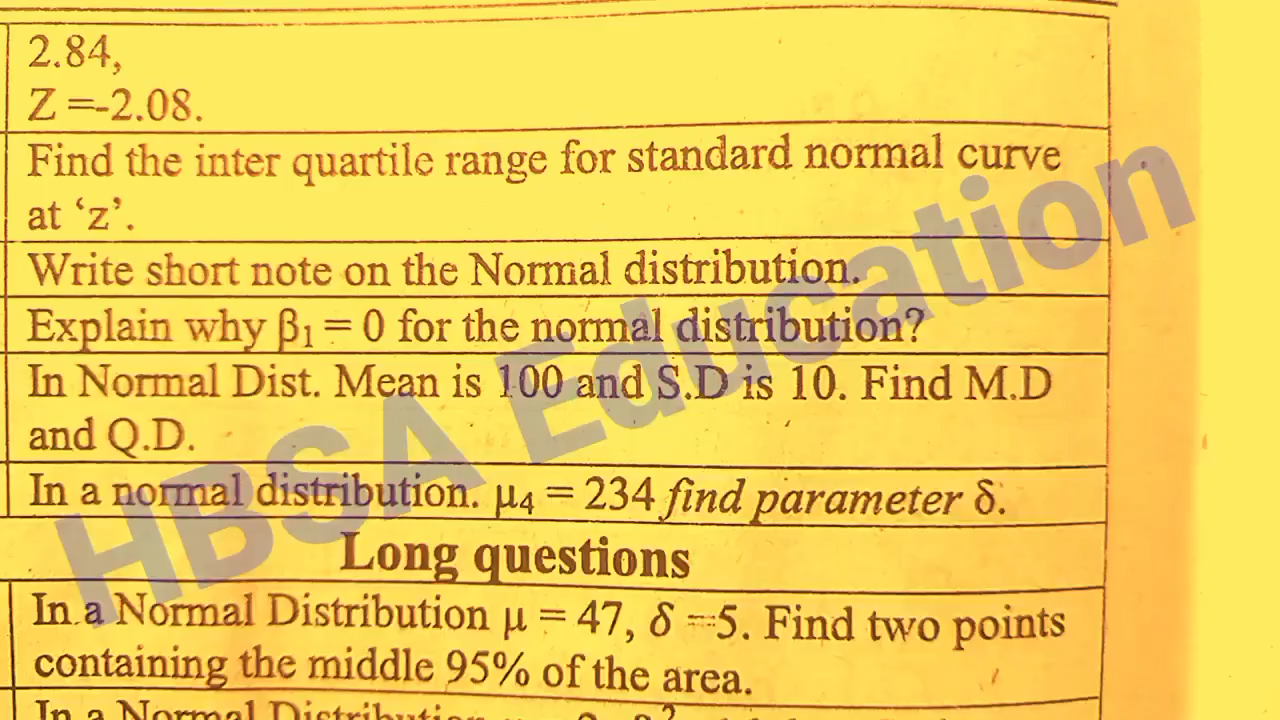 2.84,
Z =-2.08.
Find the inter quartile range for standard normal curve
at ‘z’.
Write short note on the Normal distribution.
Explain why β₁ = 0 for the normal distribution?
In Normal Dist. Mean is 100 and S.D is 10. Find M.D
and Q.D.
In a normal distribution. μ₄ = 234 find parameter δ.
Long questions
In a Normal Distribution μ = 47, δ =5. Find two points
containing the middle 95% of the area.
In a Normal Distribution
HBSA Education